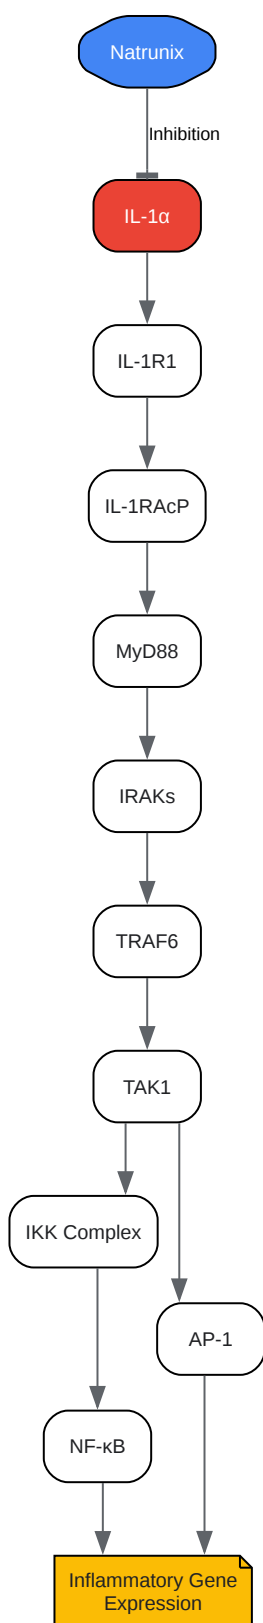 Natrunix
Inhibition
IL-1α
IL-1R1
IL-1RAcP
MyD88
IRAKs
TRAF6
TAK1
IKK Complex
AP-1
NF-κB
Inflammatory Gene
Expression